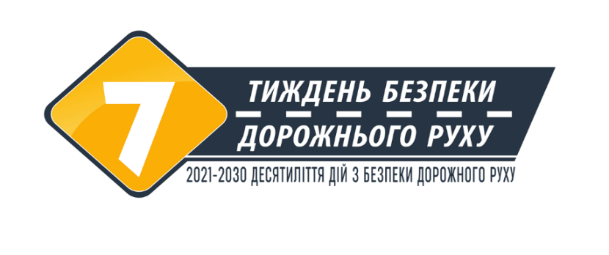 7
ТИЖДЕНЬ БЕЗПЕКИ
ДОРОЖНЬОГО РУХУ
2021-2030 ДЕСЯТИЛІТТЯ ДІЙ З БЕЗПЕКИ ДОРОЖНОГО РУХУ